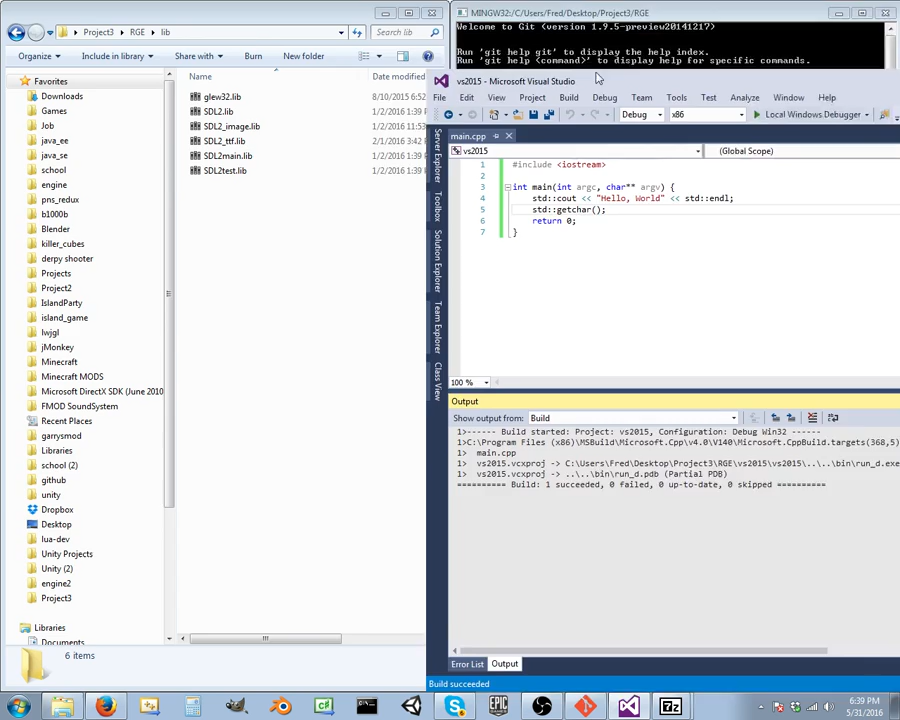 Project3 ▸ RGE ▸ lib
Search lib
Organize
Include in library
Share with
Burn
New folder
Favorites
Downloads
Games
Job
java_ee
java_se
school
engine
pns_redux
b1000b
Blender
killer_cubes
derpy shooter
Projects
Project2
IslandParty
island_game
lwjgl
jMonkey
Minecraft
Minecraft MODS
Microsoft DirectX SDK (June 2010
FMOD SoundSystem
Recent Places
garrysmod
Libraries
school (2)
github
unity
Dropbox
Desktop
lua-dev
Unity Projects
Unity (2)
engine2
Project3
Libraries
Documents
Name
Date modified
glew32.lib 8/10/2015 6:52
SDL2.lib 1/2/2016 1:39 P
SDL2_image.lib 1/2/2016 11:53
SDL2_ttf.lib 2/1/2016 3:42 P
SDL2main.lib 1/2/2016 1:39 P
SDL2test.lib 1/2/2016 1:39 P
6 items
MINGW32:/C/Users/Fred/Desktop/Project3/RGE
Welcome to Git (version 1.9.5-preview20141217)
Run 'git help git' to display the help index.
Run 'git help <command>' to display help for specific commands.
vs2015 - Microsoft Visual Studio
File Edit View Project Build Debug Team Tools Test Analyze Window Help
Debug x86 Local Windows Debugger
main.cpp
vs2015 (Global Scope)
Server Explorer
Toolbox
Solution Explorer
Team Explorer
Class View
1 #include <iostream>
2
3 int main(int argc, char** argv) {
4 std::cout << "Hello, World" << std::endl;
5 std::getchar();
6 return 0;
7 }
100 %
Output
Show output from: Build
1>------ Build started: Project: vs2015, Configuration: Debug Win32 ------
1>C:\Program Files (x86)\MSBuild\Microsoft.Cpp\v4.0\V140\Microsoft.CppBuild.targets(368,5)
1> main.cpp
1> vs2015.vcxproj -> C:\Users\Fred\Desktop\Project3\RGE\vs2015\vs2015\..\..\bin\run_d.exe
1> vs2015.vcxproj -> ..\..\bin\run_d.pdb (Partial PDB)
========== Build: 1 succeeded, 0 failed, 0 up-to-date, 0 skipped ==========
Error List Output
Build succeeded
EPIC GAMES
6:39 PM
5/31/2016